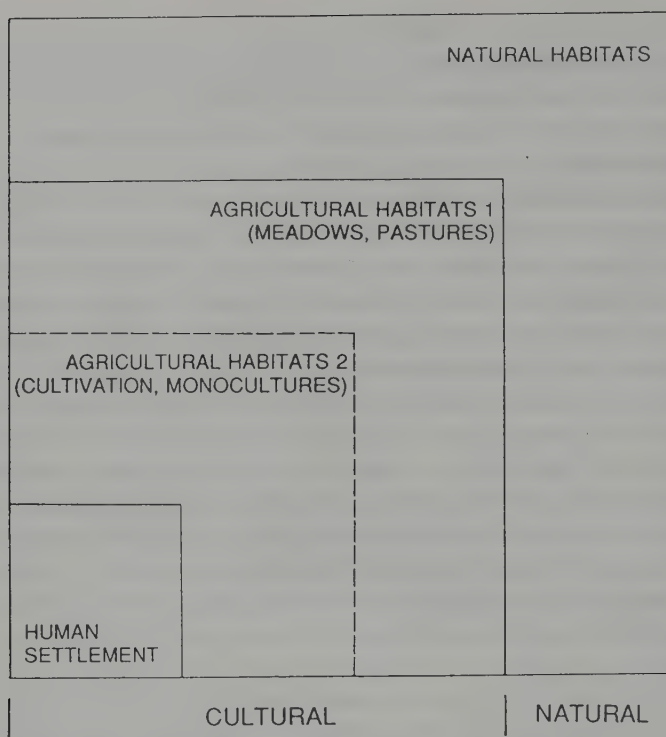 NATURAL HABITATS
AGRICULTURAL HABITATS 1
(MEADOWS, PASTURES)
AGRICULTURAL HABITATS 2
(CULTIVATION, MONOCULTURES)
HUMAN
SETTLEMENT
CULTURAL
NATURAL